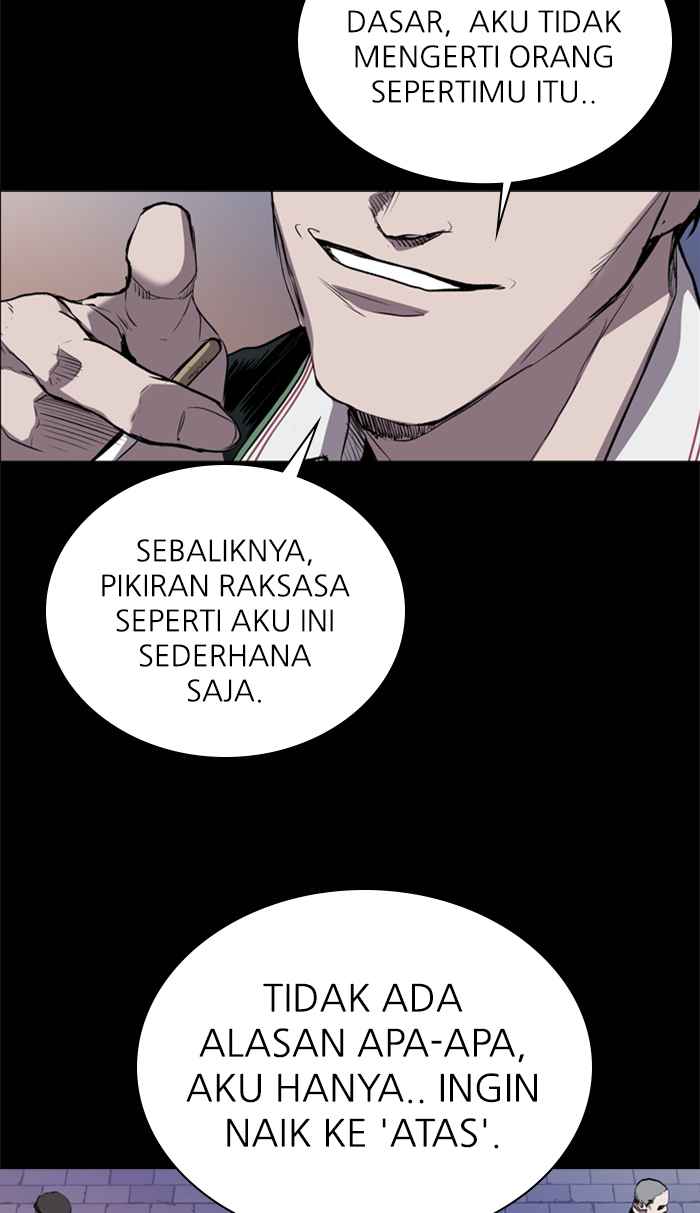 DASAR, AKU TIDAK
MENGERTI ORANG
SEPERTIMU ITU..
SEBALIKNYA,
PIKIRAN RAKSASA
SEPERTI AKU INI
SEDERHANA
SAJA.
TIDAK ADA
ALASAN APA-APA,
AKU HANYA.. INGIN
NAIK KE 'ATAS'.